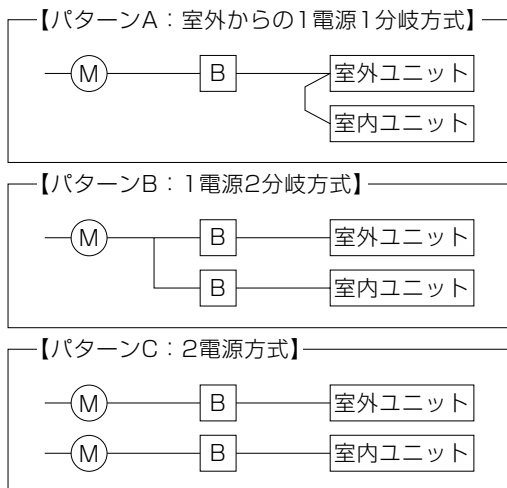 【パターンA：室外からの1電源1分岐方式】
M B 室外ユニット
室内ユニット
【パターンB：1電源2分岐方式】
M B 室外ユニット
B 室内ユニット
【パターンC：2電源方式】
M B 室外ユニット
M B 室内ユニット